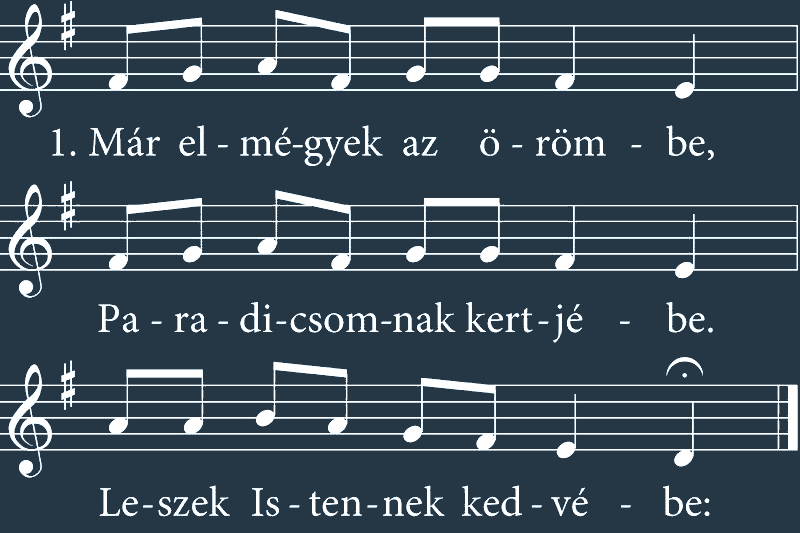 1. Már el - mé-gyek az ö - röm - be,
Pa - ra - di-csom-nak kert-jé - be.
Le-szek Is - ten-nek ked - vé - be: